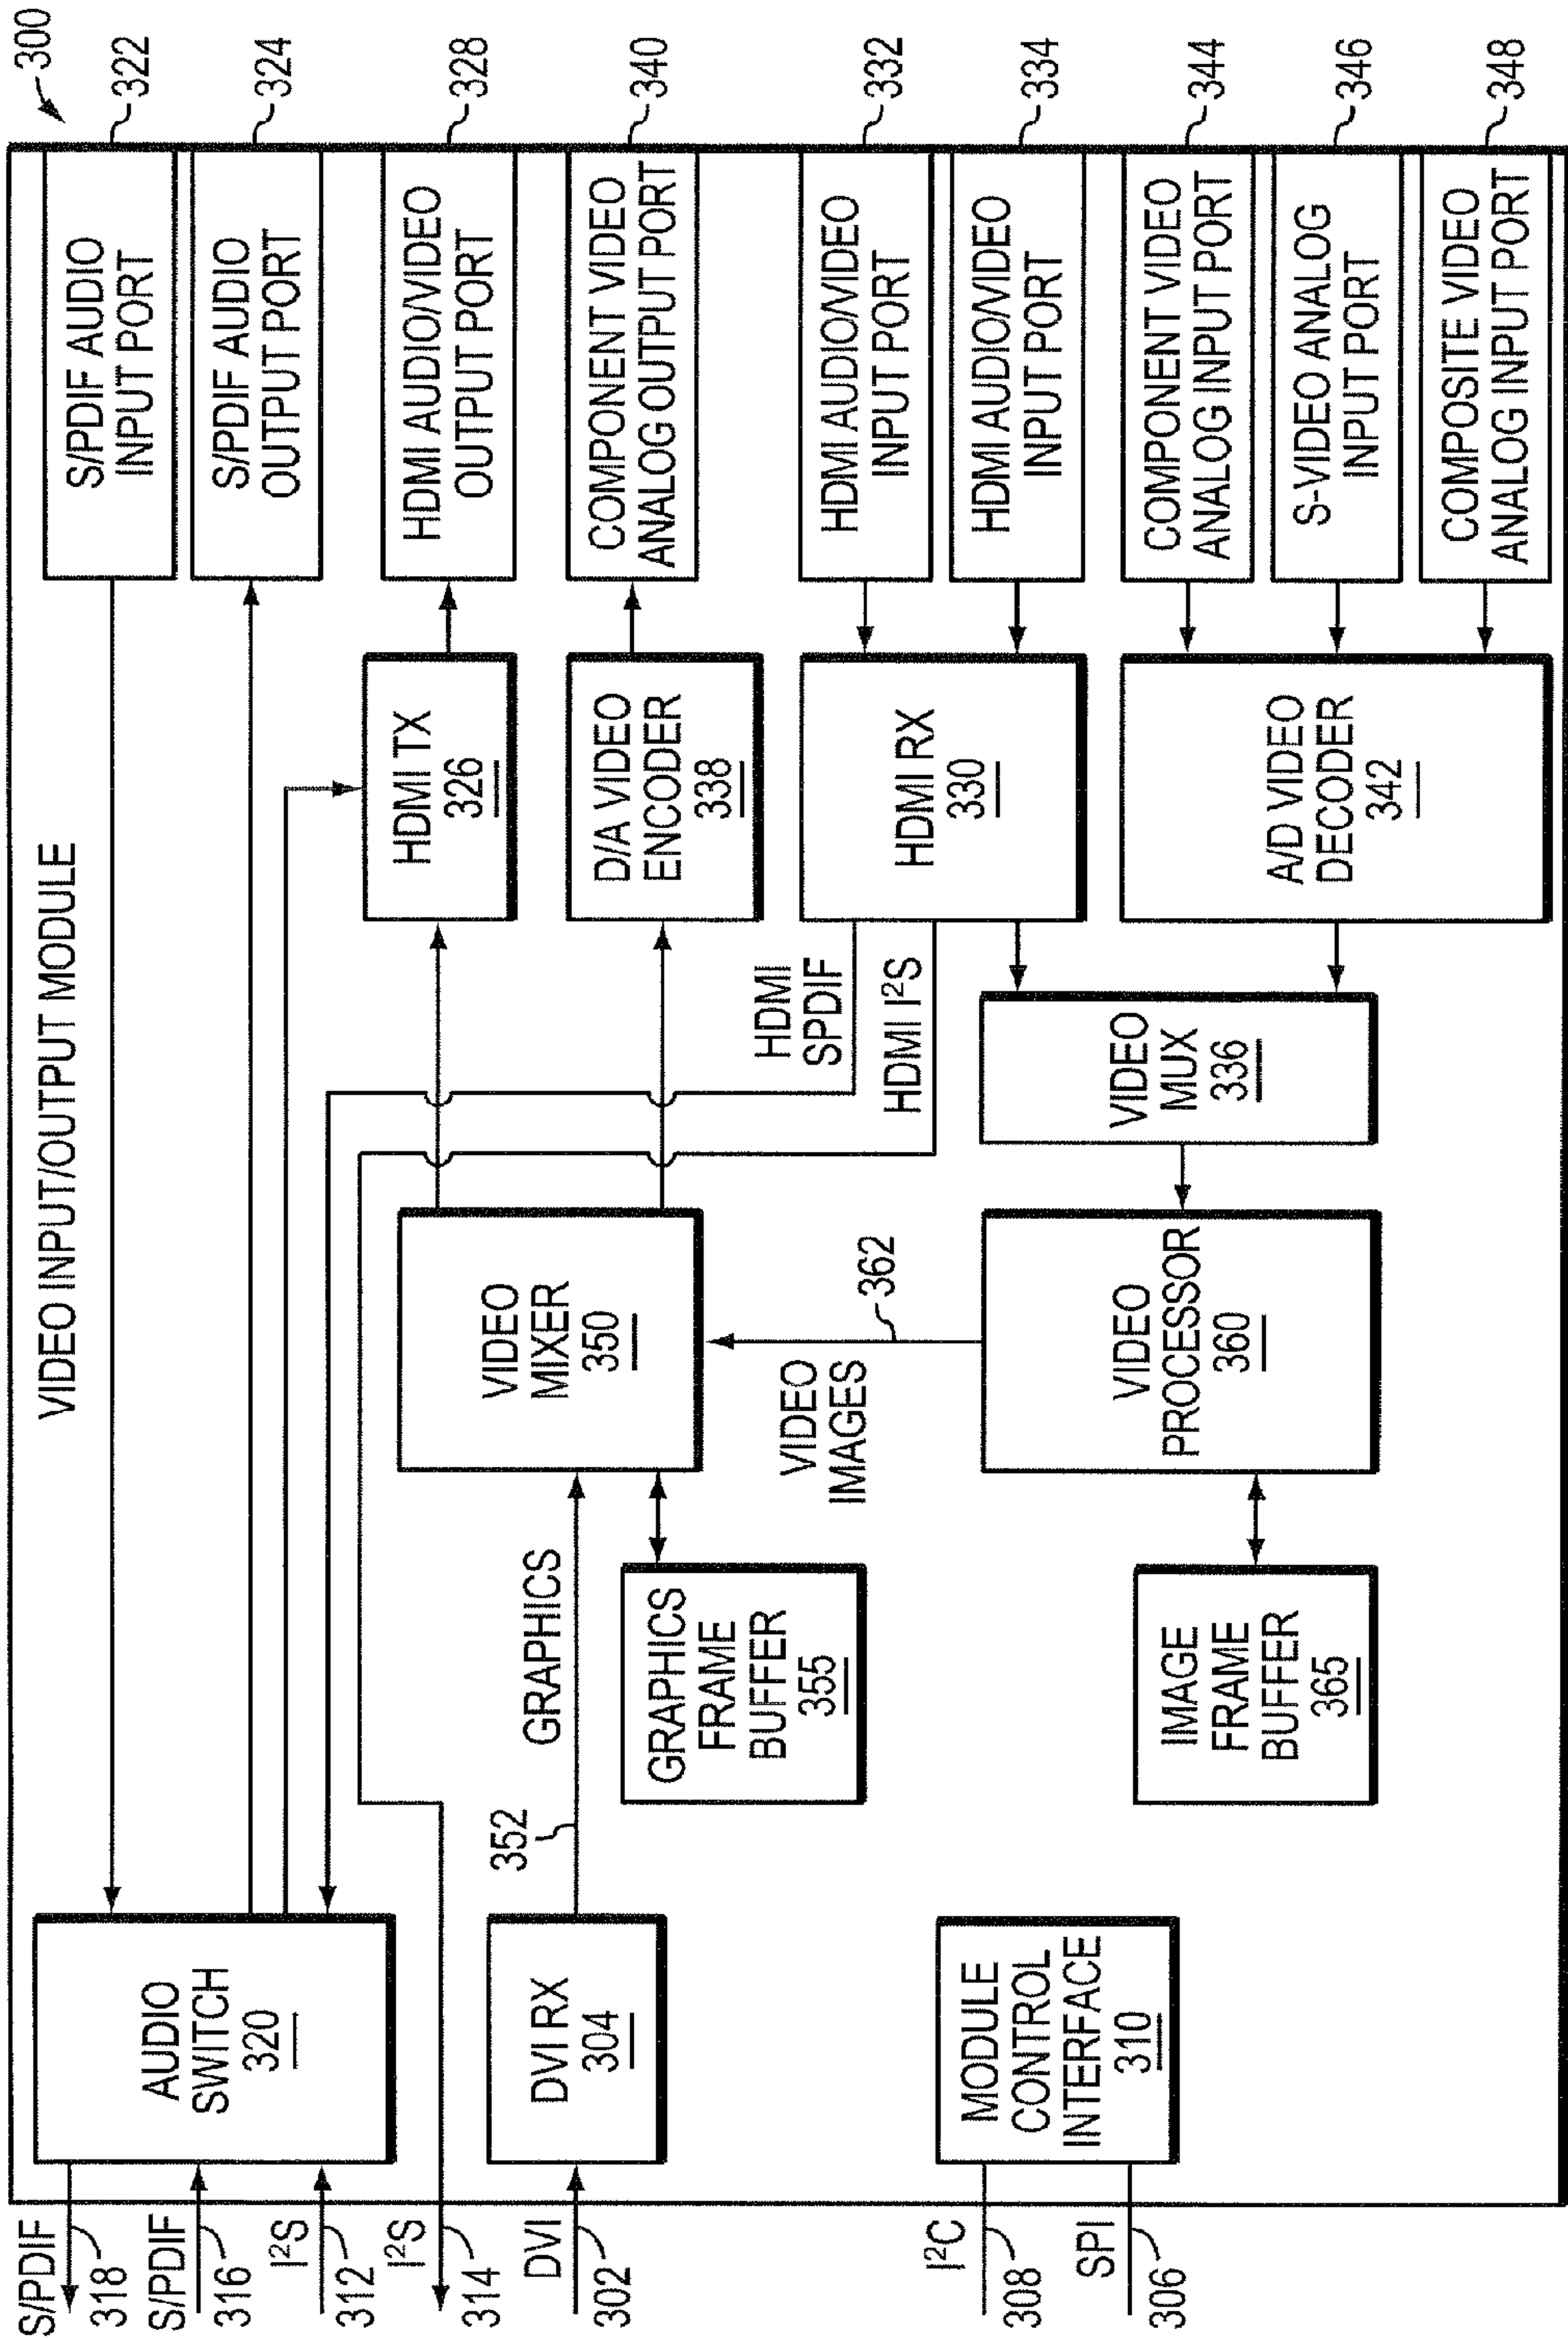 300
VIDEO INPUT/OUTPUT MODULE
S/PDIF
318
S/PDIF
316
I²S
312
I²S
314
DVI
302
I²C
308
SPI
306
AUDIO
SWITCH
320
DVI RX
304
MODULE
CONTROL
INTERFACE
310
352
GRAPHICS
GRAPHICS
FRAME
BUFFER
355
IMAGE
FRAME
BUFFER
365
VIDEO
MIXER
350
VIDEO
IMAGES
362
VIDEO
PROCESSOR
360
HDMI
SPDIF
HDMI I²S
VIDEO
MUX
336
HDMI TX
326
D/A VIDEO
ENCODER
338
HDMI RX
330
A/D VIDEO
DECODER
342
S/PDIF AUDIO
INPUT PORT
322
S/PDIF AUDIO
OUTPUT PORT
324
HDMI AUDIO/VIDEO
OUTPUT PORT
328
COMPONENT VIDEO
ANALOG OUTPUT PORT
340
HDMI AUDIO/VIDEO
INPUT PORT
332
HDMI AUDIO/VIDEO
INPUT PORT
334
COMPONENT VIDEO
ANALOG INPUT PORT
344
S-VIDEO ANALOG
INPUT PORT
346
COMPOSITE VIDEO
ANALOG INPUT PORT
348